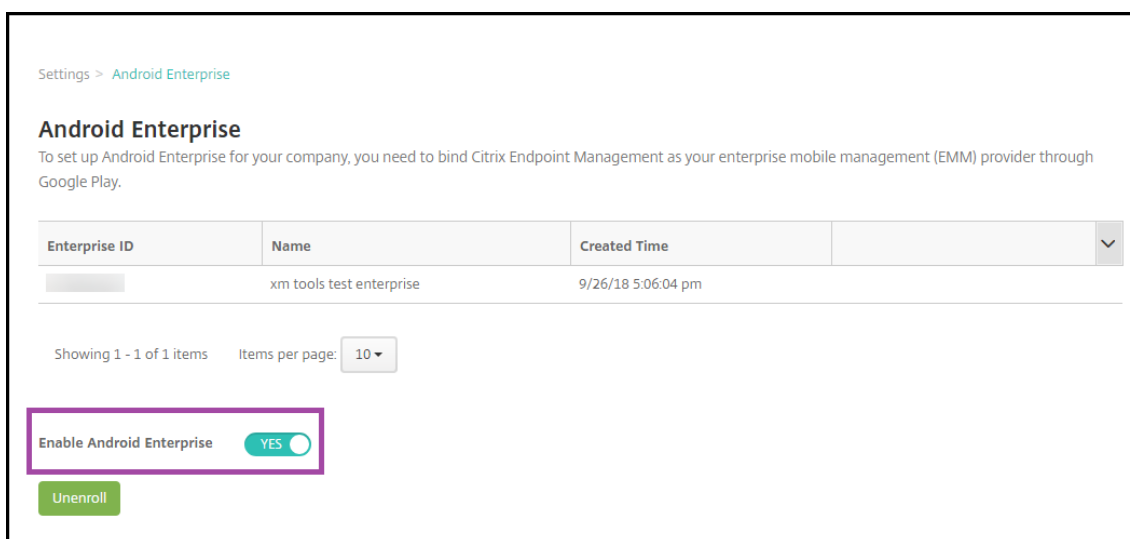 Settings > Android Enterprise
Android Enterprise
To set up Android Enterprise for your company, you need to bind Citrix Endpoint Management as your enterprise mobile management (EMM) provider through
Google Play.
Enterprise ID Name Created Time
xm tools test enterprise 9/26/18 5:06:04 pm
Showing 1 - 1 of 1 items Items per page: 10
Enable Android Enterprise YES
Unenroll